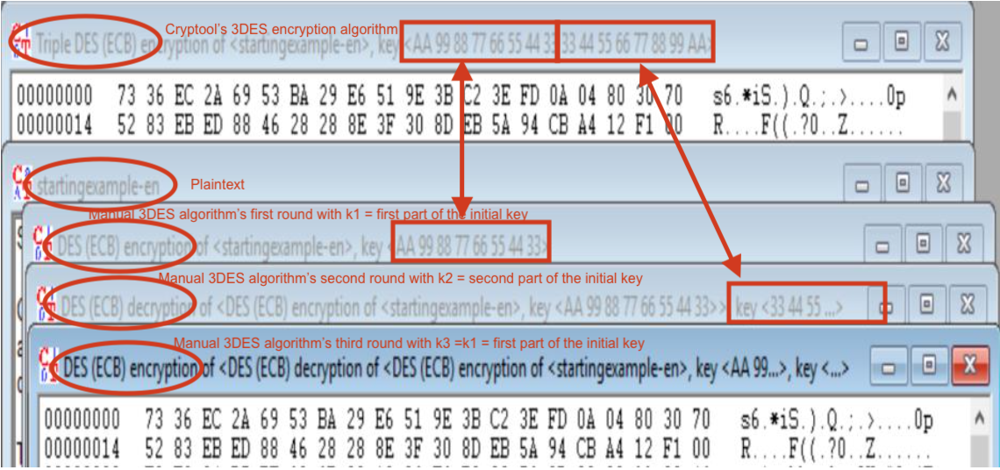 Cryptool's 3DES encryption algorithm
Triple DES (ECB) encryption of <startingexample-en>, key <AA 99 88 77 66 55 44 33 33 44 55 66 77 88 99 AA>
00000000 73 36 EC 2A 69 53 BA 29 E6 51 9E 3B C2 3E FD 0A 04 80 30 70 s6.*iS.).Q.;.>....0p
00000014 52 83 EB ED 88 46 28 28 8E 3F 30 8D EB 5A 94 CB A4 12 F1 00 R....F((.?0..Z......
startingexample-en Plaintext
Manual 3DES algorithm's first round with k1 = first part of the initial key
DES (ECB) encryption of <startingexample-en>, key <AA 99 88 77 66 55 44 33>
Manual 3DES algorithm's second round with k2 = second part of the initial key
DES (ECB) decryption of <DES (ECB) encryption of <startingexample-en>, key <AA 99 88 77 66 55 44 33>>, key <33 44 55 ...>
Manual 3DES algorithm's third round with k3 =k1 = first part of the initial key
DES (ECB) encryption of <DES (ECB) decryption of <DES (ECB) encryption of <startingexample-en>, key <AA 99...>, key <...>
00000000 73 36 EC 2A 69 53 BA 29 E6 51 9E 3B C2 3E FD 0A 04 80 30 70 s6.*iS.).Q.;.>....0p
00000014 52 83 EB ED 88 46 28 28 8E 3F 30 8D EB 5A 94 CB A4 12 F1 00 R....F((.?0..Z......